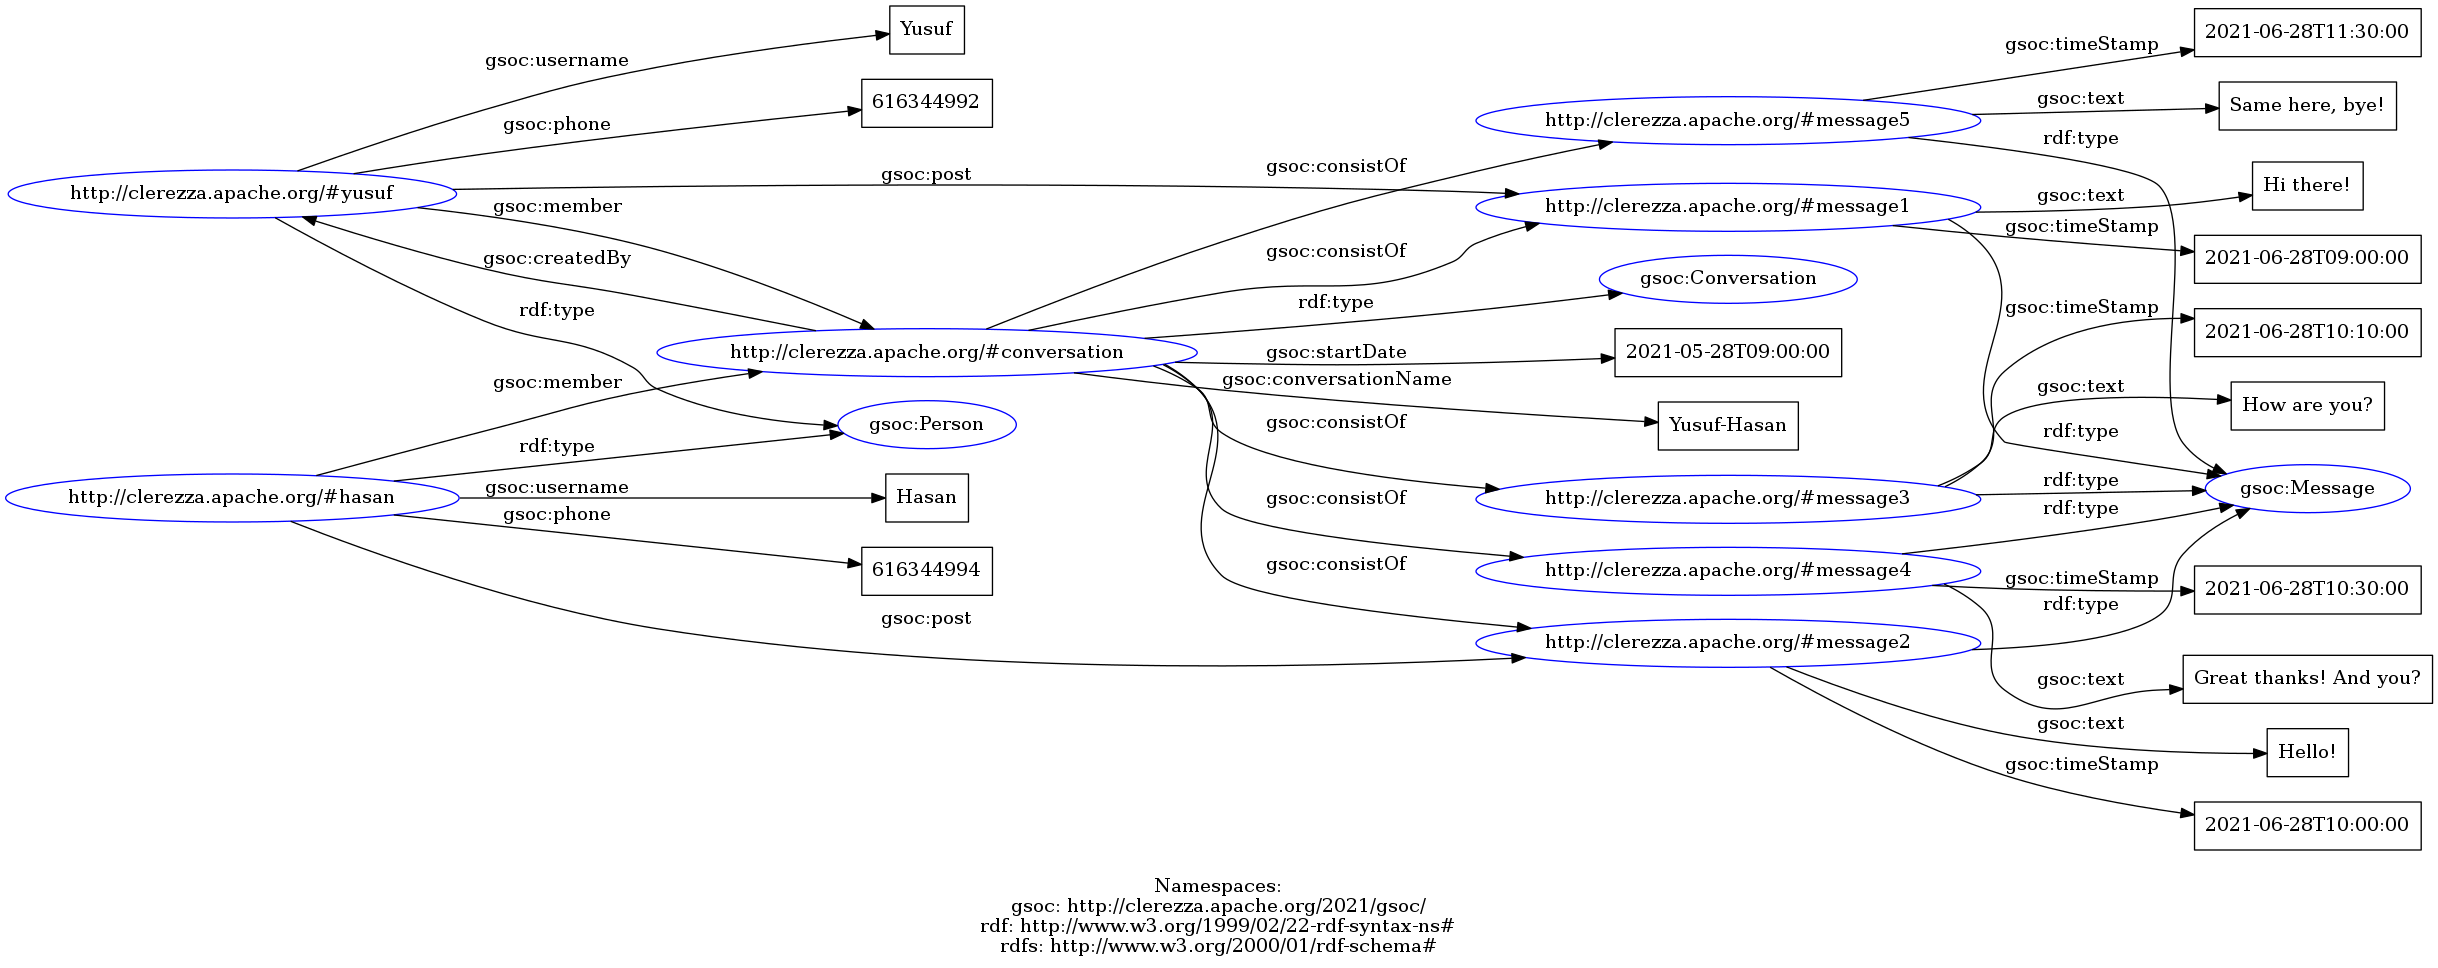 Yusuf
2021-06-28T11:30:00
gsoc:timeStamp
gsoc:username
616344992
Same here, bye!
gsoc:text
http://clerezza.apache.org/#message5
gsoc:phone
rdf:type
gsoc:consistOf
gsoc:post
Hi there!
http://clerezza.apache.org/#yusuf
gsoc:text
http://clerezza.apache.org/#message1
gsoc:member
gsoc:timeStamp
gsoc:consistOf
gsoc:createdBy
2021-06-28T09:00:00
gsoc:Conversation
rdf:type
rdf:type
gsoc:timeStamp
2021-06-28T10:10:00
http://clerezza.apache.org/#conversation
gsoc:startDate
2021-05-28T09:00:00
gsoc:conversationName
gsoc:member
gsoc:text
How are you?
gsoc:Person
gsoc:consistOf
Yusuf-Hasan
rdf:type
rdf:type
rdf:type
gsoc:Message
gsoc:username
http://clerezza.apache.org/#hasan
Hasan
gsoc:consistOf
http://clerezza.apache.org/#message3
rdf:type
gsoc:phone
616344994
gsoc:consistOf
http://clerezza.apache.org/#message4
gsoc:timeStamp
2021-06-28T10:30:00
rdf:type
gsoc:post
http://clerezza.apache.org/#message2
gsoc:text
Great thanks! And you?
gsoc:text
Hello!
gsoc:timeStamp
2021-06-28T10:00:00
Namespaces:
gsoc: http://clerezza.apache.org/2021/gsoc/
rdf: http://www.w3.org/1999/02/22-rdf-syntax-ns#
rdfs: http://www.w3.org/2000/01/rdf-schema#